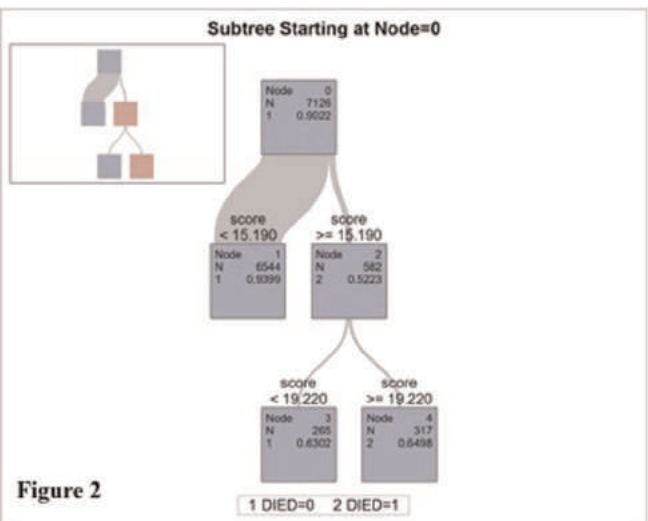 Subtree Starting at Node=0
Node 0
N 7126
1 0.9022
score
< 15.190
score
>= 15.190
Node 1
N 6544
1 0.9399
Node 2
N 582
2 0.5223
score
< 19.220
score
>= 19.220
Node 3
N 265
1 0.6302
Node 4
N 317
2 0.6498
Figure 2
1 DIED=0 2 DIED=1